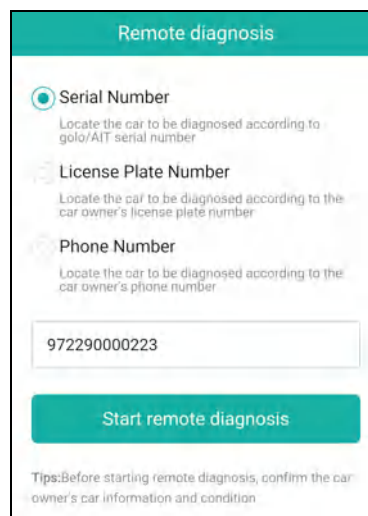 Remote diagnosis
Serial Number
Locate the car to be diagnosed according to
golo/AIT serial number
License Plate Number
Locate the car to be diagnosed according to the
car owner's license plate number
Phone Number
Locate the car to be diagnosed according to the
car owner's phone number
972290000223
Start remote diagnosis
Tips:Before starting remote diagnosis, confirm the car
owner's car information and condition